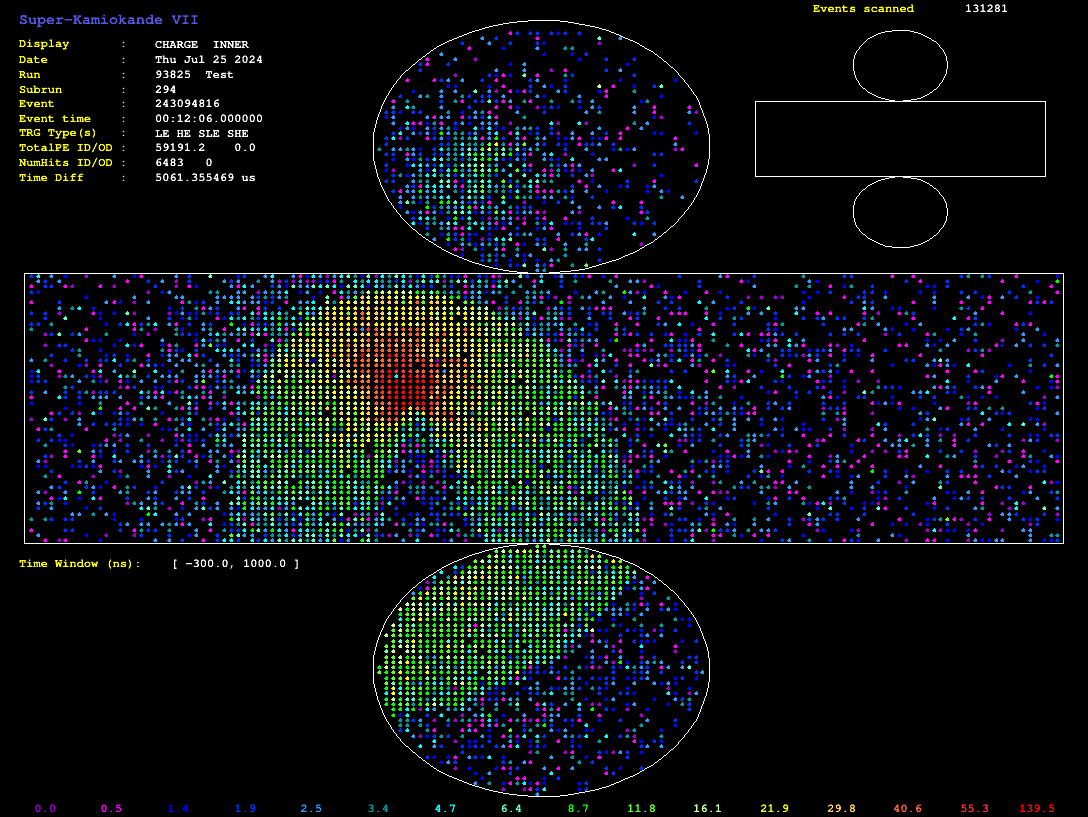 Super-Kamiokande VII
Events scanned 131281
Display : CHARGE INNER
Date : Thu Jul 25 2024
Run : 93825 Test
Subrun : 294
Event : 243094816
Event time : 00:12:06.000000
TRG Type(s) : LE HE SLE SHE
TotalPE ID/OD : 59191.2 0.0
NumHits ID/OD : 6483 0
Time Diff : 5061.355469 us
Time Window (ns): [ -300.0, 1000.0 ]
0.0 0.5 1.4 1.9 2.5 3.4 4.7 6.4 8.7 11.8 16.1 21.9 29.8 40.6 55.3 139.5